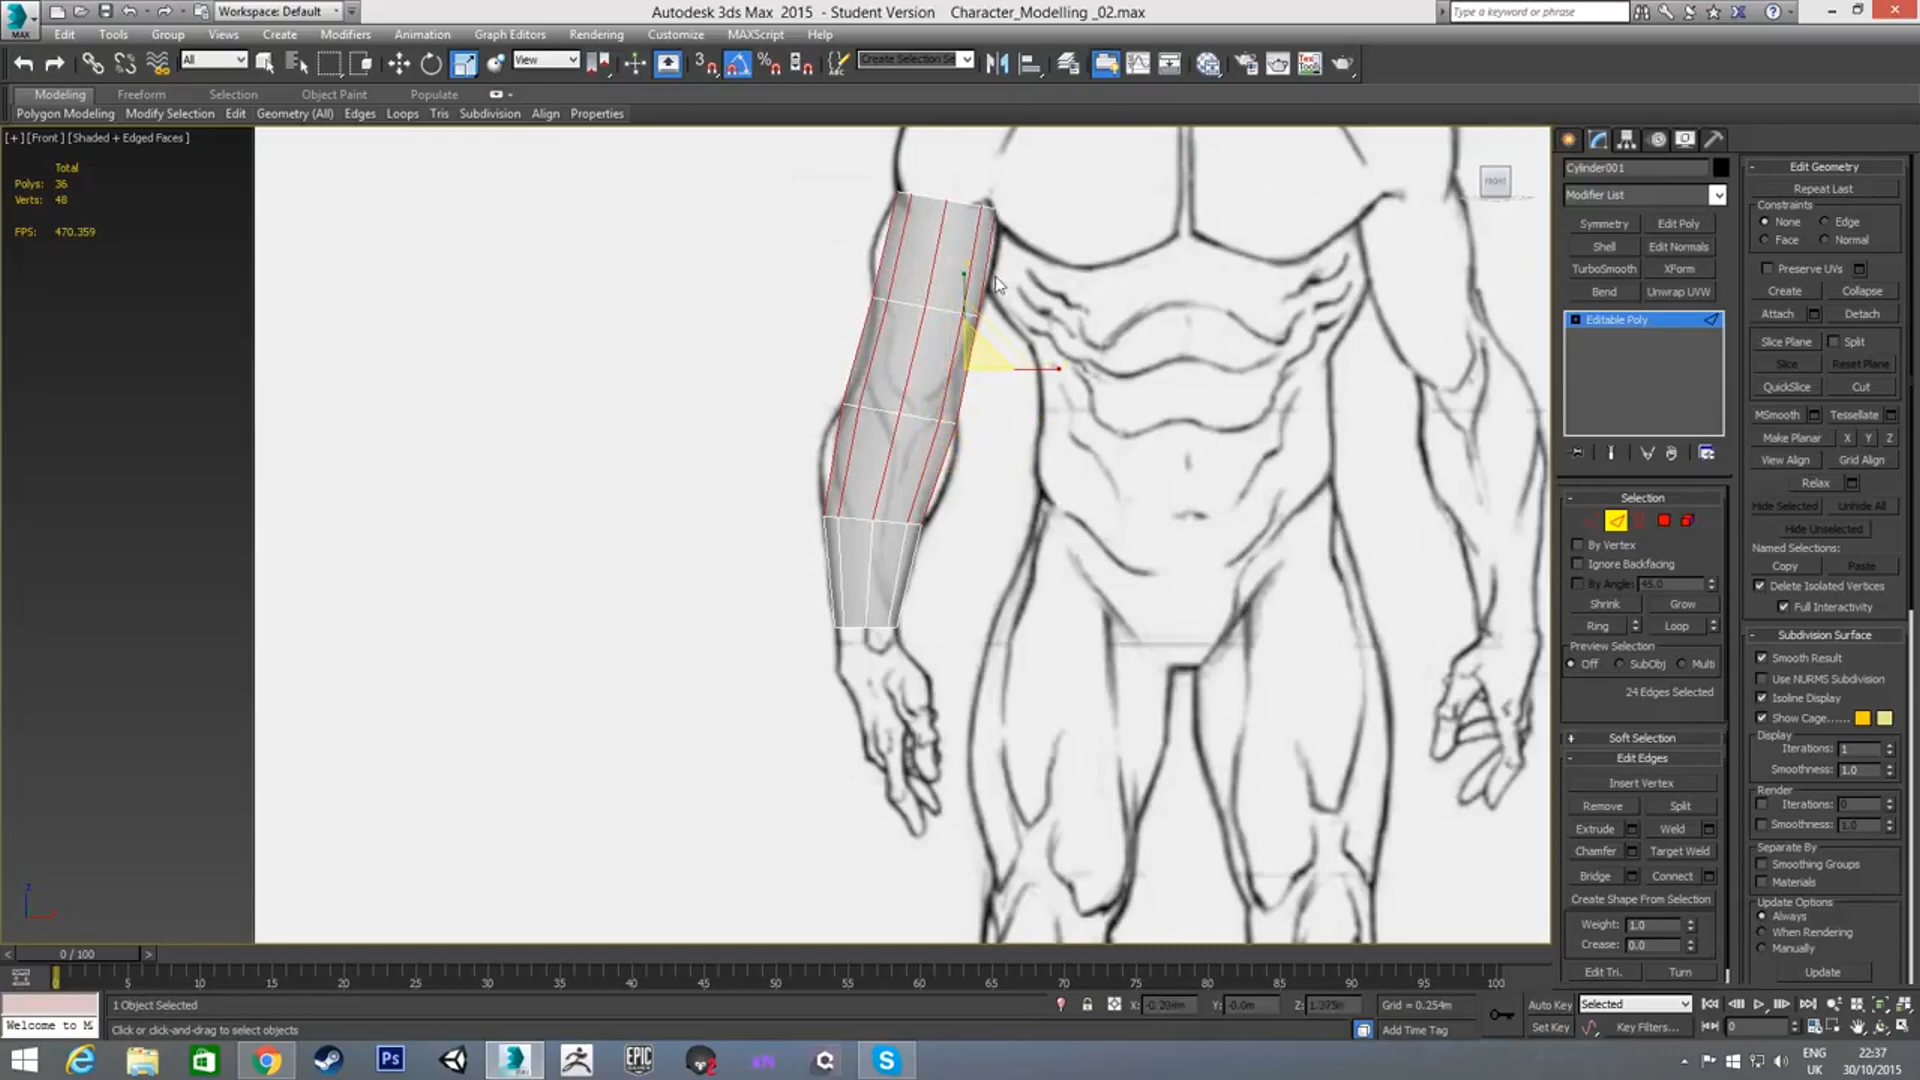 Workspace: Default
Autodesk 3ds Max 2015 - Student Version Character_Modelling _02.max
Type a keyword or phrase
MAX
Edit Tools Group Views Create Modifiers Animation Graph Editors Rendering Customize MAXScript Help
All
View
Create Selection Se
Modeling Freeform Selection Object Paint Populate
Polygon Modeling Modify Selection Edit Geometry (All) Edges Loops Tris Subdivision Align Properties
[+] [Front] [Shaded + Edged Faces ]
Total
Polys: 36
Verts: 48
FPS: 470.359
FRONT
Cylinder001
Modifier List
Symmetry Edit Poly
Shell Edit Normals
TurboSmooth XForm
Bend Unwrap UVW
Editable Poly
Selection
By Vertex
Ignore Backfacing
By Angle: 45.0
Shrink Grow
Ring Loop
Preview Selection
Off SubObj Multi
24 Edges Selected
Soft Selection
Edit Edges
Insert Vertex
Remove Split
Extrude Weld
Chamfer Target Weld
Bridge Connect
Create Shape From Selection
Weight: 1.0
Crease: 0.0
Edit Tri. Turn
Edit Geometry
Repeat Last
Constraints
None Edge
Face Normal
Preserve UVs
Create Collapse
Attach Detach
Slice Plane Split
Slice Reset Plane
QuickSlice Cut
MSmooth Tessellate
Make Planar X Y Z
View Align Grid Align
Relax
Hide Selected Unhide All
Hide Unselected
Named Selections:
Copy Paste
Delete Isolated Vertices
Full Interactivity
Subdivision Surface
Smooth Result
Use NURMS Subdivision
Isoline Display
Show Cage......
Display
Iterations: 1
Smoothness: 1.0
Render
Iterations: 0
Smoothness: 1.0
Separate By
Smoothing Groups
Materials
Update Options
Always
When Rendering
Manually
Update
0 / 100
0 5 10 15 20 25 30 35 40 45 50 55 60 65 70 75 80 85 90 95 100
1 Object Selected
X: Y: -0.0m Z: Grid = 0.254m
Auto Key Selected
Welcome to M
Click or click-and-drag to select objects
Add Time Tag
Set Key Key Filters...
0
ENG
UK
22:37
30/10/2015